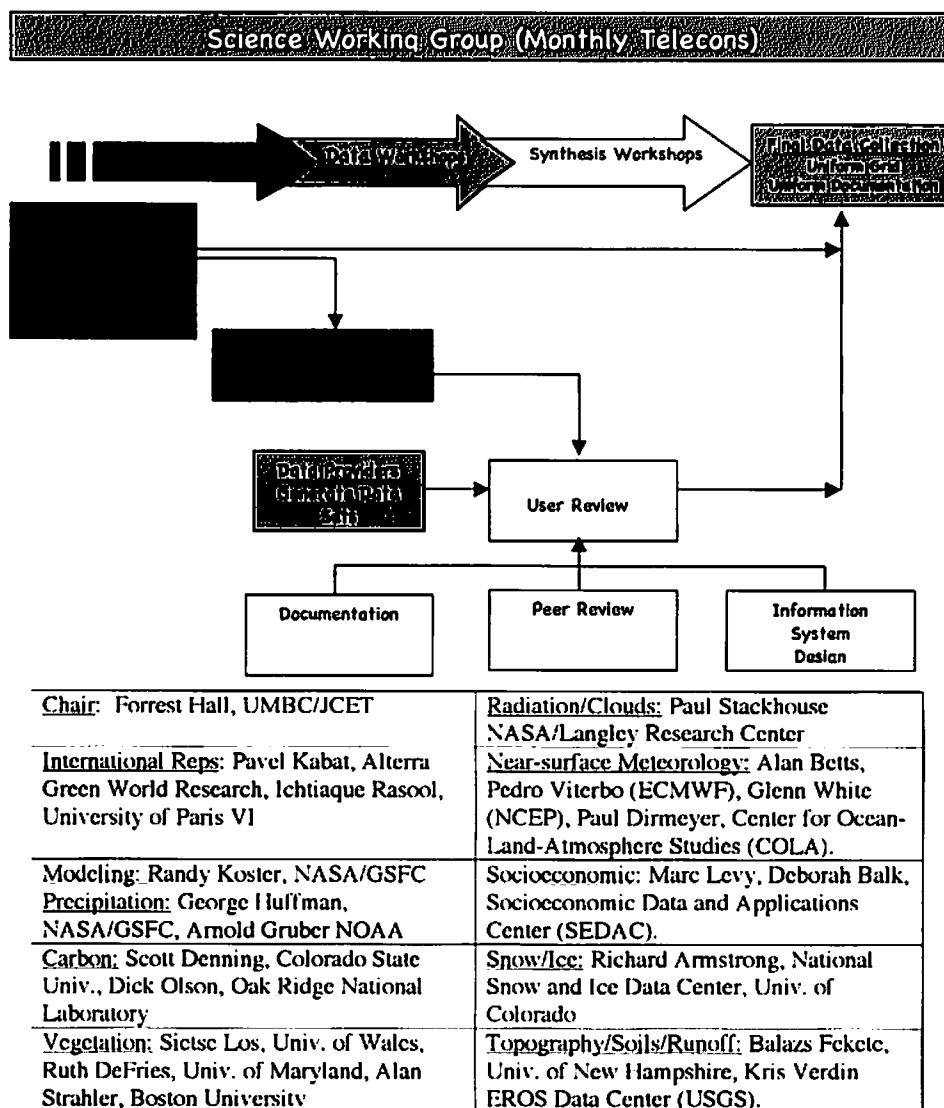 Science Working Group (Monthly Telecons)
Data Workshops
Synthesis Workshops
Final Data Collection
Uniform Grid
Uniform Documentation
Data Providers
Generate Data
Sets
User Review
Documentation
Peer Review
Information
System
Design
Chair: Forrest Hall, UMBC/JCET
Radiation/Clouds: Paul Stackhouse
NASA/Langley Research Center
International Reps: Pavel Kabat, Alterra
Green World Research, Ichtiaque Rasool,
University of Paris VI
Near-surface Meteorology: Alan Betts,
Pedro Viterbo (ECMWF), Glenn White
(NCEP), Paul Dirmeyer, Center for Ocean-
Land-Atmosphere Studies (COLA).
Modeling: Randy Koster, NASA/GSFC
Precipitation: George Huffman,
NASA/GSFC, Arnold Gruber NOAA
Socioeconomic: Marc Levy, Deborah Balk,
Socioeconomic Data and Applications
Center (SEDAC).
Carbon: Scott Denning, Colorado State
Univ., Dick Olson, Oak Ridge National
Laboratory
Snow/Ice: Richard Armstrong, National
Snow and Ice Data Center, Univ. of
Colorado
Vegetation: Sietse Los, Univ. of Wales,
Ruth DeFries, Univ. of Maryland, Alan
Strahler, Boston University
Topography/Soils/Runoff: Balazs Fekete,
Univ. of New Hampshire, Kris Verdin
EROS Data Center (USGS).